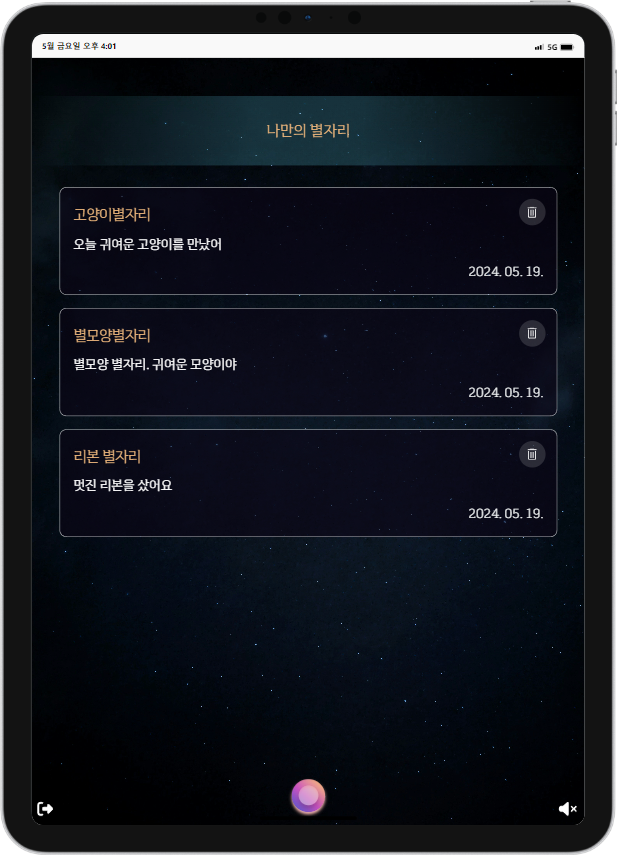 5월 금요일 오후 4:01
5G
나만의 별자리
고양이별자리
오늘 귀여운 고양이를 만났어
2024. 05. 19.
별모양별자리
별모양 별자리. 귀여운 모양이야
2024. 05. 19.
리본 별자리
멋진 리본을 샀어요
2024. 05. 19.